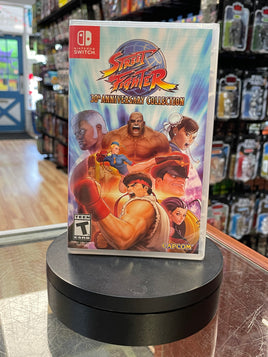 NINTENDO
SWITCH
STREET
FIGHTER
30th ANNIVERSARY COLLECTION
TEEN
T
CAPCOM